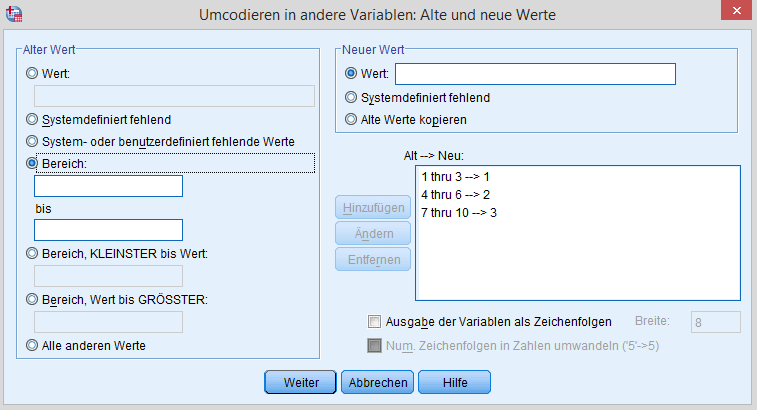 Umcodieren in andere Variablen: Alte und neue Werte
Alter Wert
Wert:
Systemdefiniert fehlend
System- oder benutzerdefiniert fehlende Werte
Bereich:
bis
Bereich, KLEINSTER bis Wert:
Bereich, Wert bis GRÖSSTER:
Alle anderen Werte
Neuer Wert
Wert:
Systemdefiniert fehlend
Alte Werte kopieren
Alt --> Neu:
Hinzufügen
Ändern
Entfernen
1 thru 3 --> 1
4 thru 6 --> 2
7 thru 10 --> 3
Ausgabe der Variablen als Zeichenfolgen Breite: 8
Num. Zeichenfolgen in Zahlen umwandeln ('5'->5)
Weiter Abbrechen Hilfe